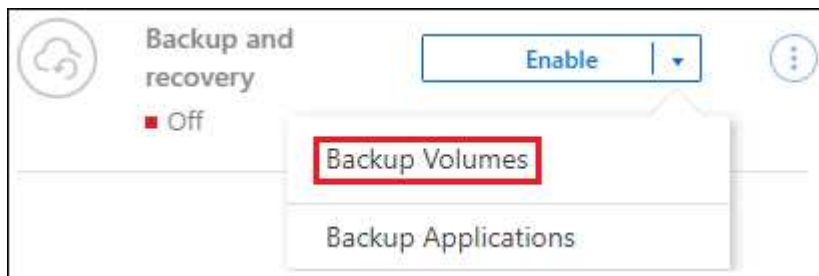 Backup and
recovery
Enable
Off
Backup Volumes
Backup Applications